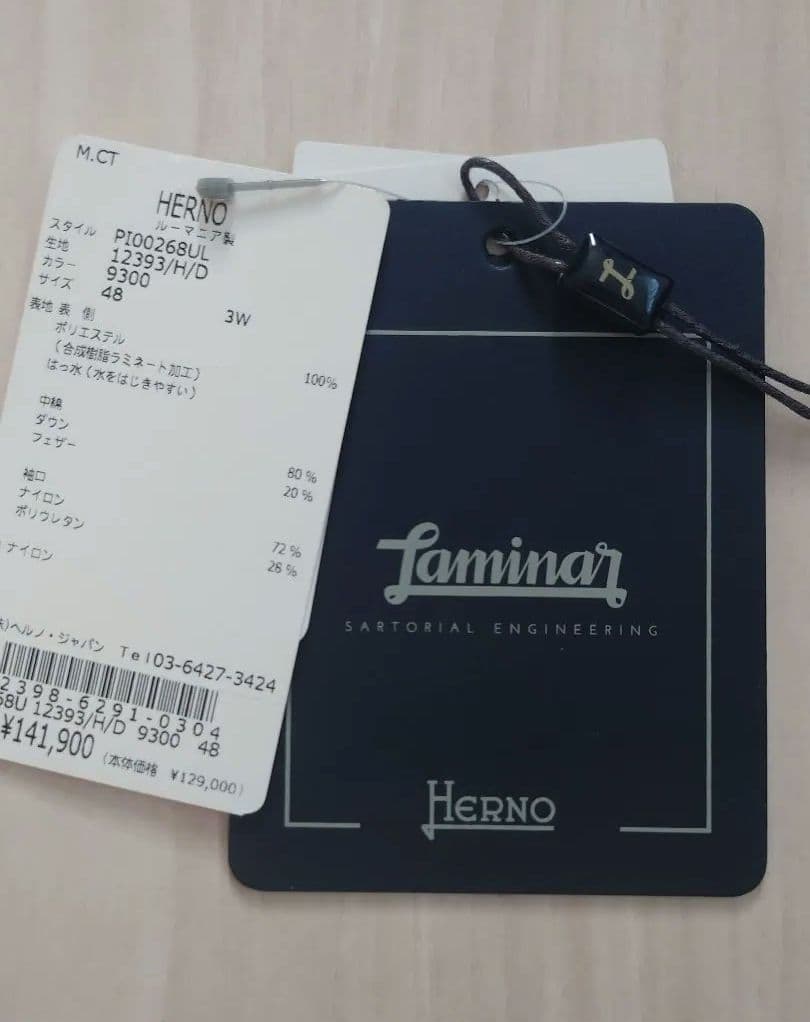 M.CT
HERNO
ルーマニア製
スタイル PI00268UL
生地 12393/H/D
カラー 9300
サイズ 48
3W
表地 表 側
ポリエステル
(合成樹脂ラミネート加工) 100%
はっ水(水をはじきやすい)
中綿
ダウン 80%
フェザー 20%
袖口
ナイロン 72%
ポリウレタン 28%
ナイロン
)ヘルノ・ジャパン Tel03-6427-3424
2398-6291-0304
68U 12393/H/D 9300 48
¥141,900 (本体価格 ¥129,000)
L
Laminar
SARTORIAL ENGINEERING
HERNO